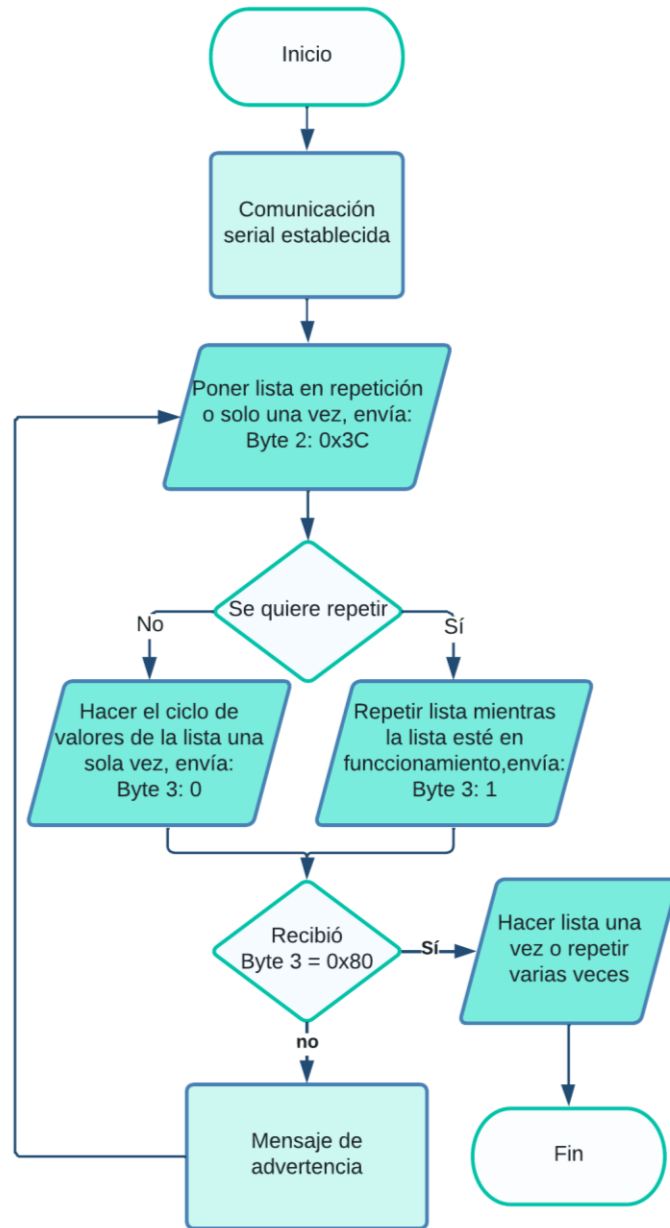 Inicio
Comunicación
serial establecida
Poner lista en repetición
o solo una vez, envía:
Byte 2: 0x3C
Se quiere repetir
No
Sí
Hacer el ciclo de
valores de la lista una
sola vez, envía:
Byte 3: 0
Repetir lista mientras
la lista esté en
funccionamiento,envía:
Byte 3: 1
Recibió
Byte 3 = 0x80
Sí
Hacer lista una
vez o repetir
varias veces
no
Mensaje de
advertencia
Fin